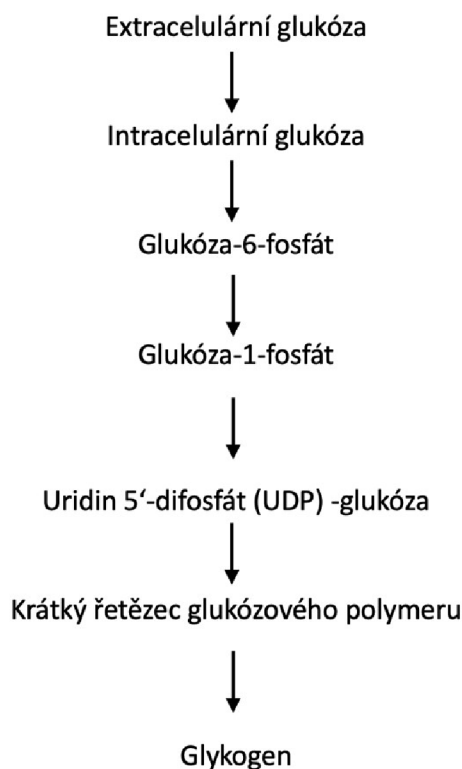 Extracelulární glukóza
Intracelulární glukóza
Glukóza-6-fosfát
Glukóza-1-fosfát
Uridin 5‘-difosfát (UDP) -glukóza
Krátký řetězec glukózového polymeru
Glykogen